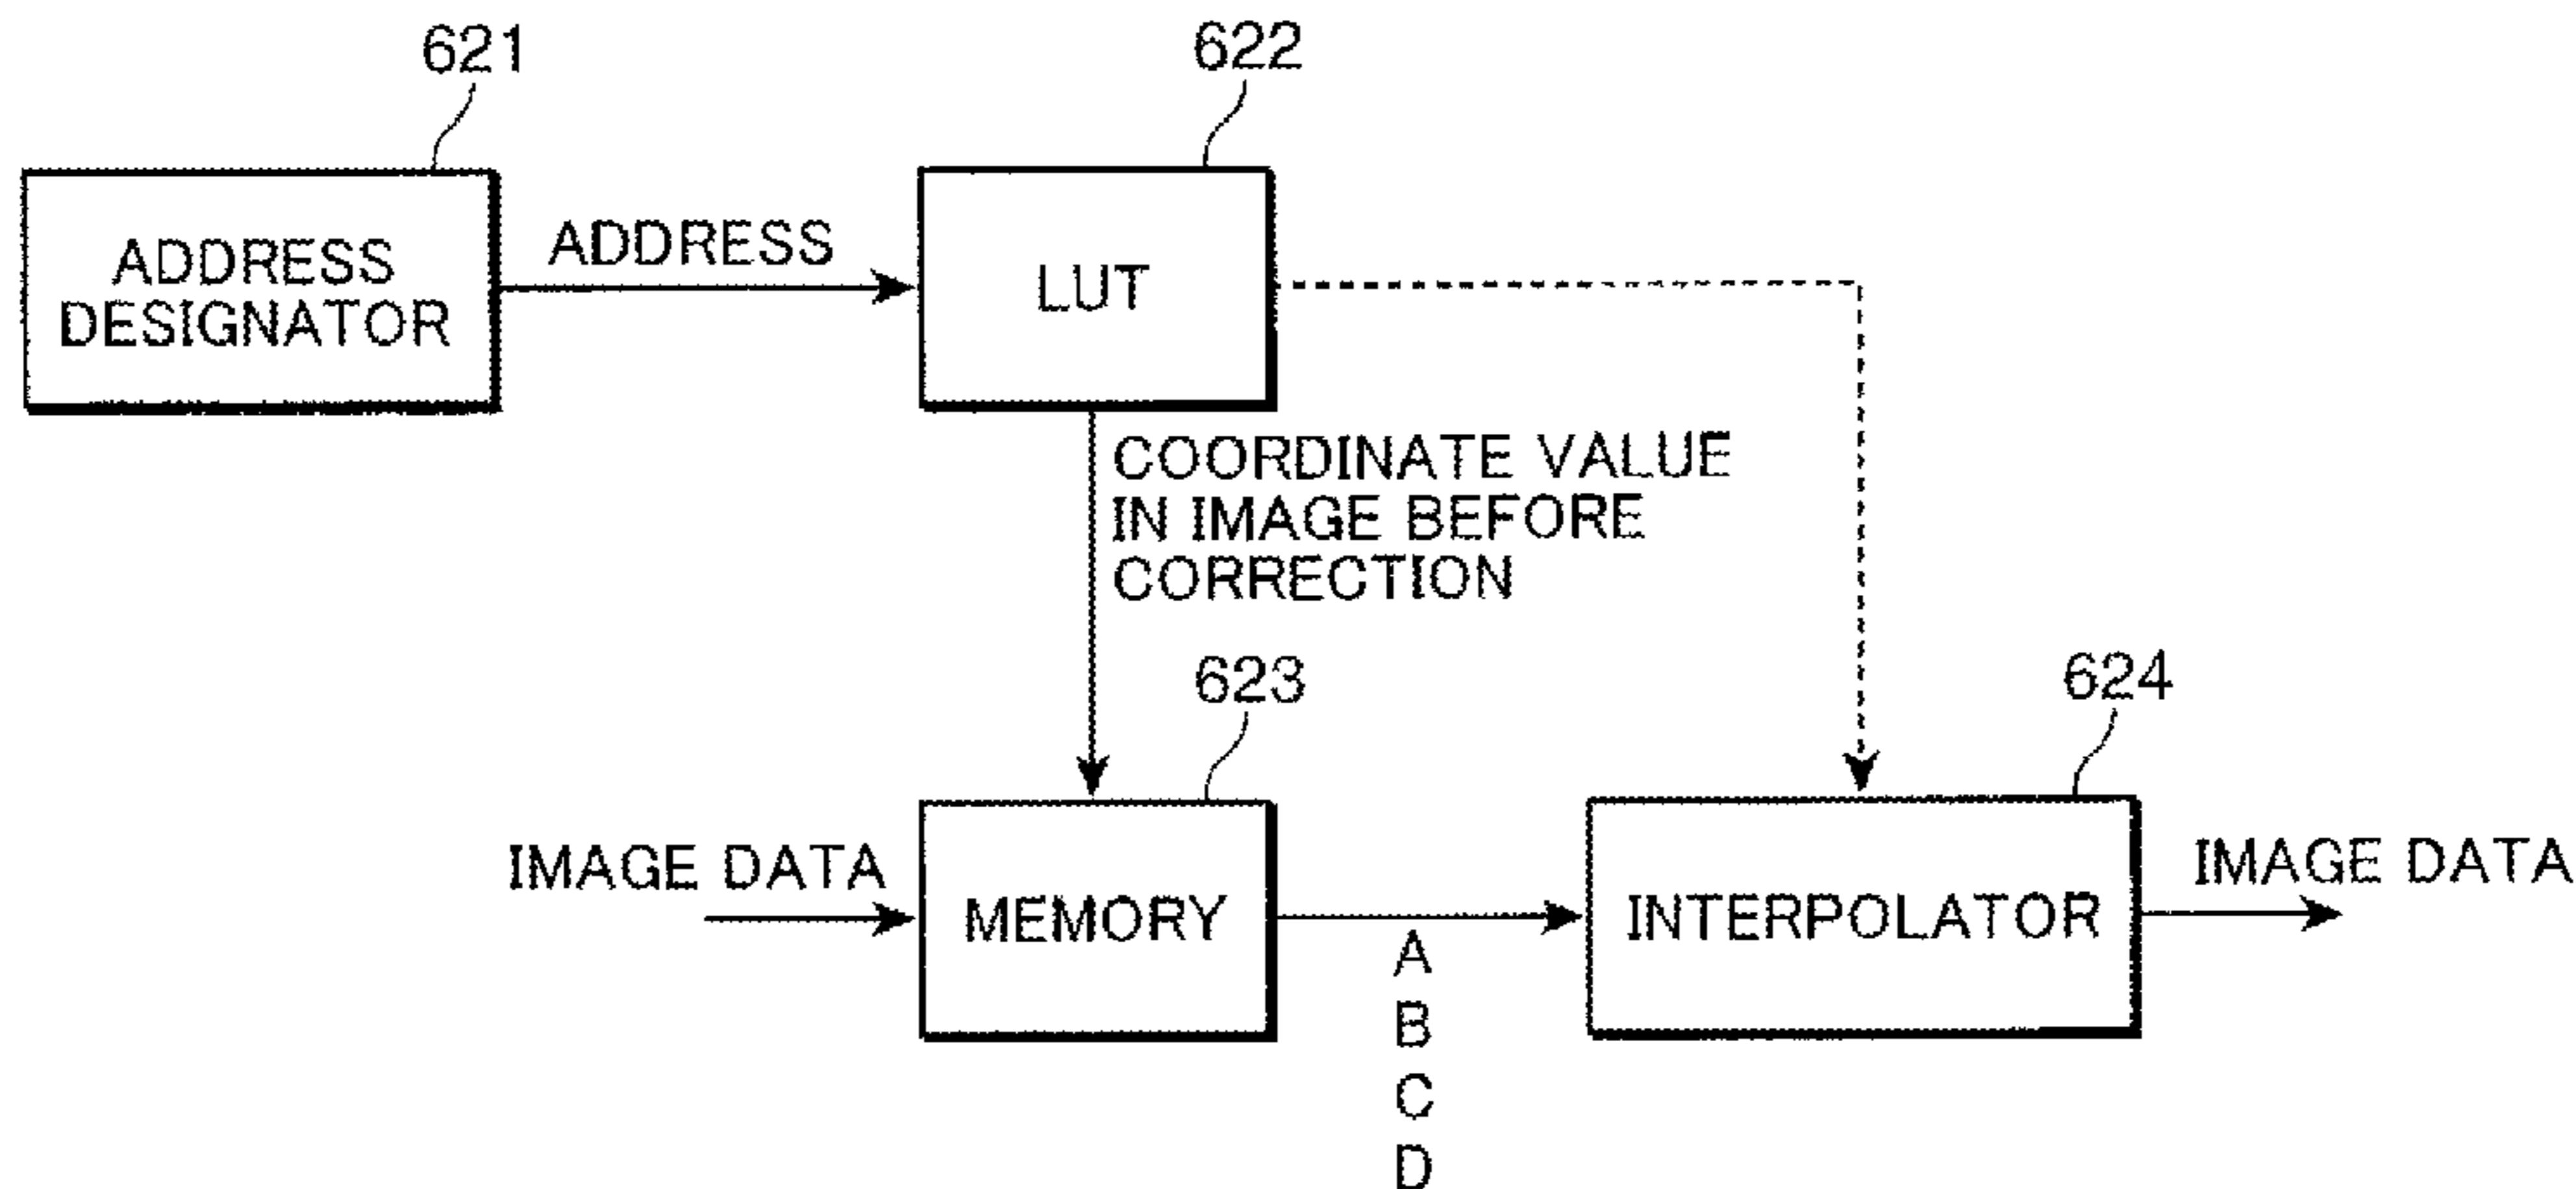 621
622
ADDRESS
DESIGNATOR
ADDRESS
LUT
COORDINATE VALUE
IN IMAGE BEFORE
CORRECTION
623
624
IMAGE DATA
MEMORY
A
B
C
D
INTERPOLATOR
IMAGE DATA